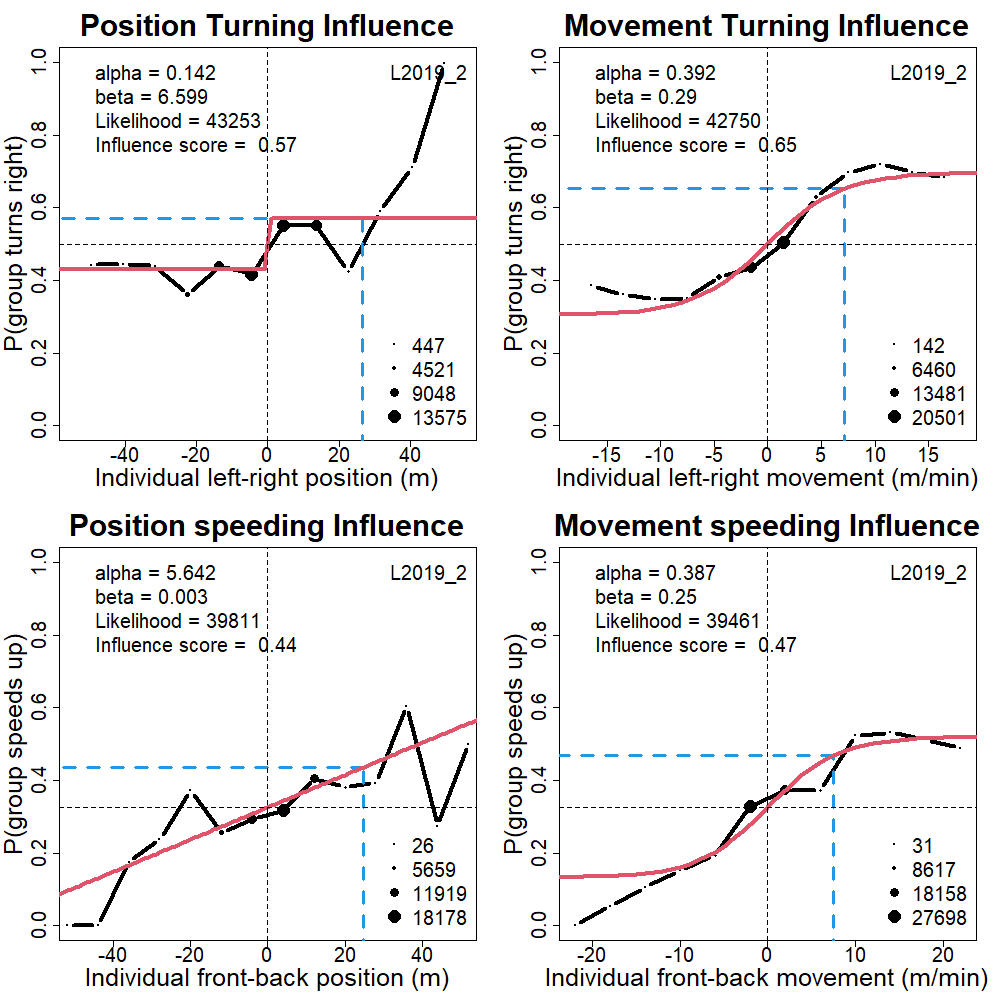 Position Turning Influence
alpha = 0.142
L2019_2
beta = 6.599
Likelihood = 43253
Influence score =  0.57
P(group turns right)
0.0
0.2
0.4
0.6
0.8
1.0
447
4521
9048
13575
-40
-20
0
20
40
Individual left-right position (m)
Movement Turning Influence
alpha = 0.392
L2019_2
beta = 0.29
Likelihood = 42750
Influence score =  0.65
P(group turns right)
0.0
0.2
0.4
0.6
0.8
1.0
142
6460
13481
20501
-15
-10
-5
0
5
10
15
Individual left-right movement (m/min)
Position speeding Influence
alpha = 5.642
L2019_2
beta = 0.003
Likelihood = 39811
Influence score =  0.44
P(group speeds up)
0.0
0.2
0.4
0.6
0.8
1.0
26
5659
11919
18178
-40
-20
0
20
40
Individual front-back position (m)
Movement speeding Influence
alpha = 0.387
L2019_2
beta = 0.25
Likelihood = 39461
Influence score =  0.47
P(group speeds up)
0.0
0.2
0.4
0.6
0.8
1.0
31
8617
18158
27698
-20
-10
0
10
20
Individual front-back movement (m/min)